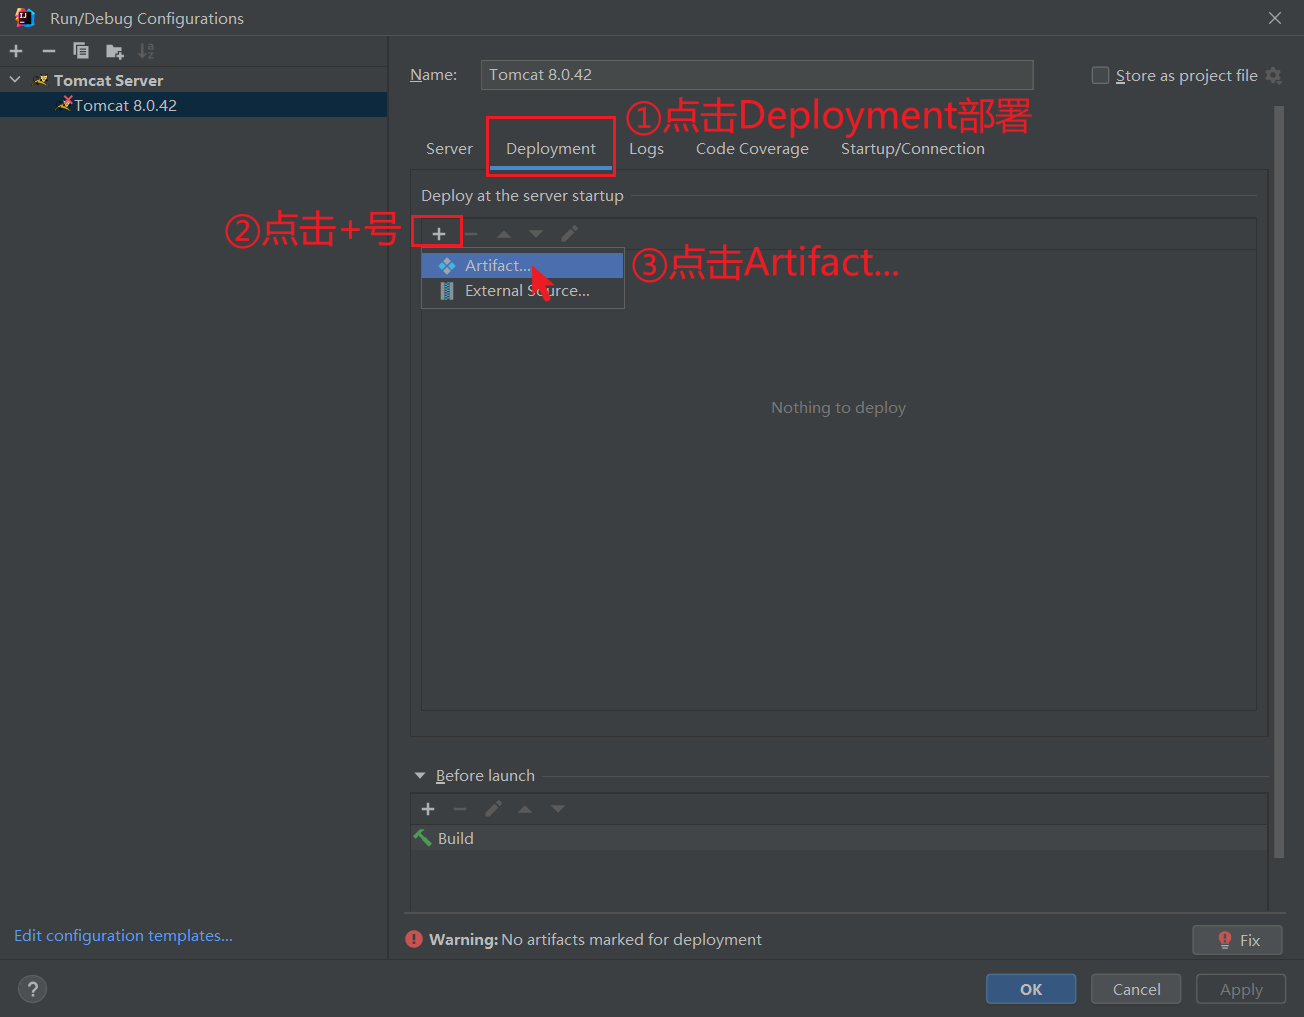 Run/Debug Configurations
Tomcat Server
Tomcat 8.0.42
Name: Tomcat 8.0.42 Store as project file
①点击Deployment部署
Server Deployment Logs Code Coverage Startup/Connection
Deploy at the server startup
②点击+号
Artifact...
③点击Artifact...
External Source...
Nothing to deploy
Before launch
Build
Edit configuration templates...
Warning: No artifacts marked for deployment
Fix
? OK Cancel Apply